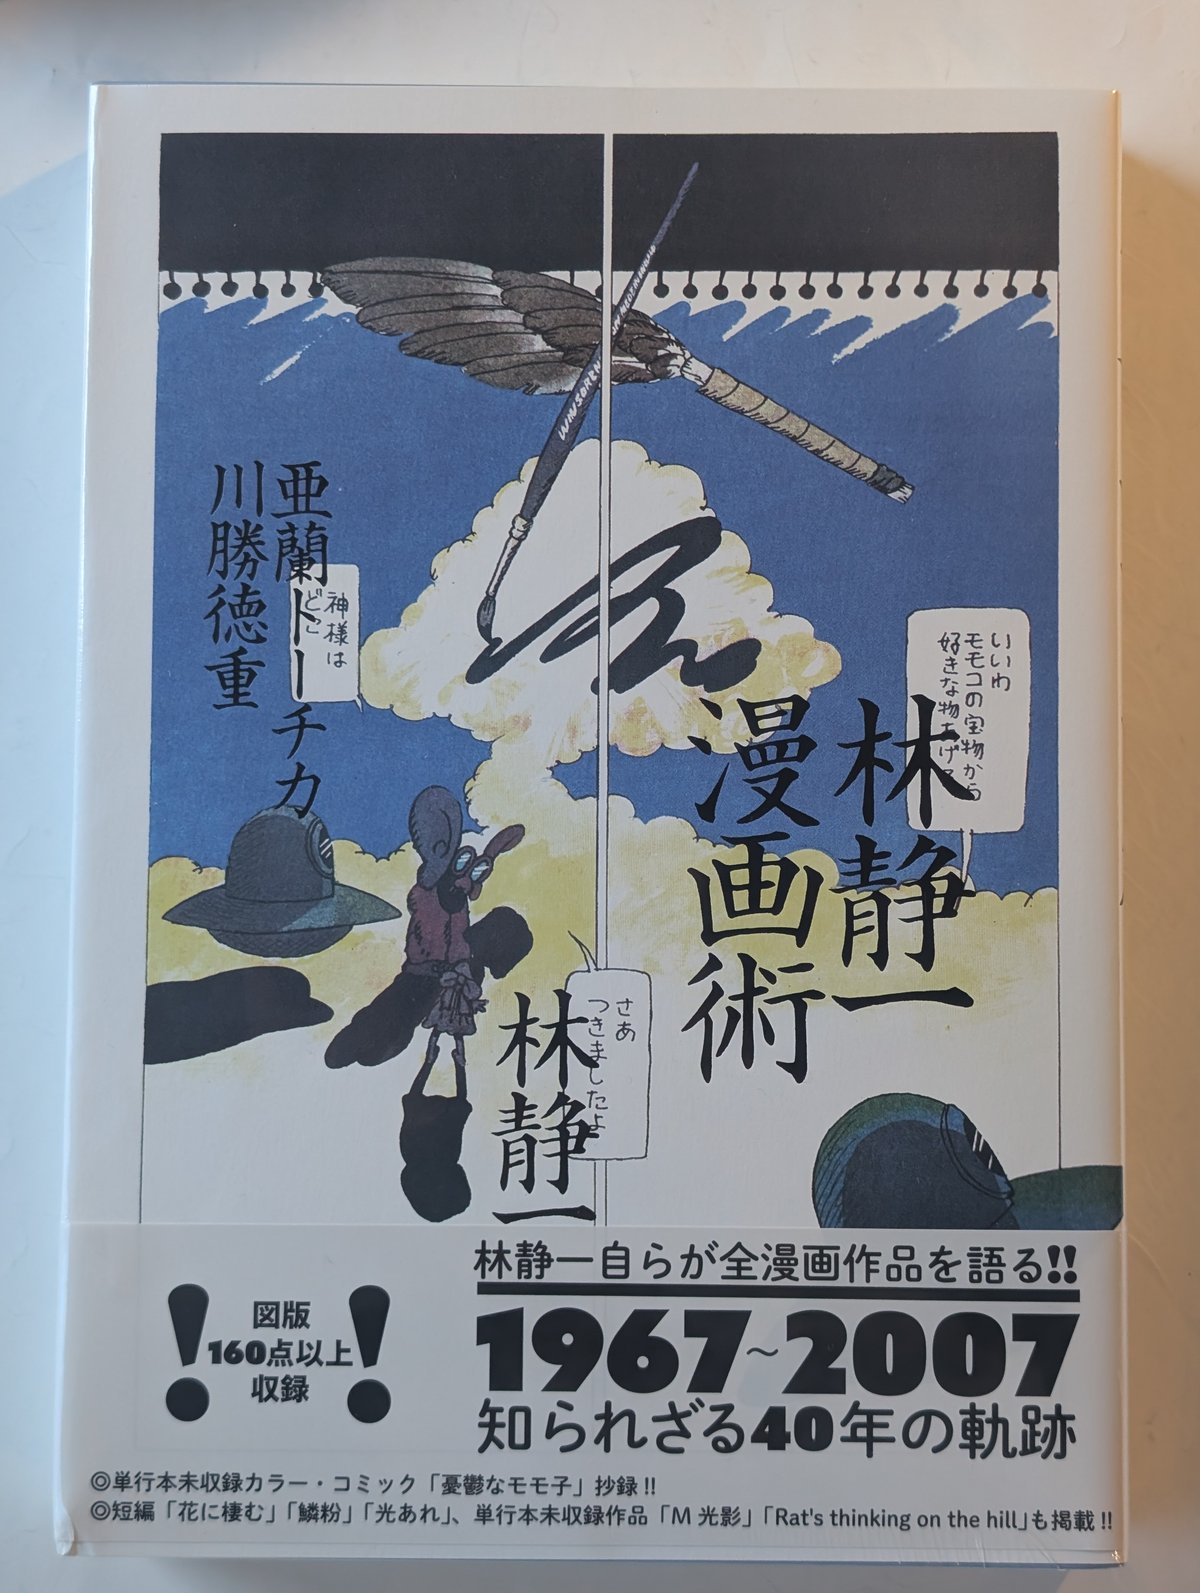 林静一
漫画術
林静一
亜蘭トーチカ
川勝徳重
いいわ
モモコの宝物から
好きな物あげる
神様は
どこ
さあ
つきましたよ
林静一自らが全漫画作品を語る!!
1967~2007
知られざる40年の軌跡
図版
160点以上
収録
◎単行本未収録カラー・コミック「憂鬱なモモ子」抄録!!
◎短編「花に棲む」「鱗粉」「光あれ」、単行本未収録作品「M 光影」「Rat's thinking on the hill」も掲載!!